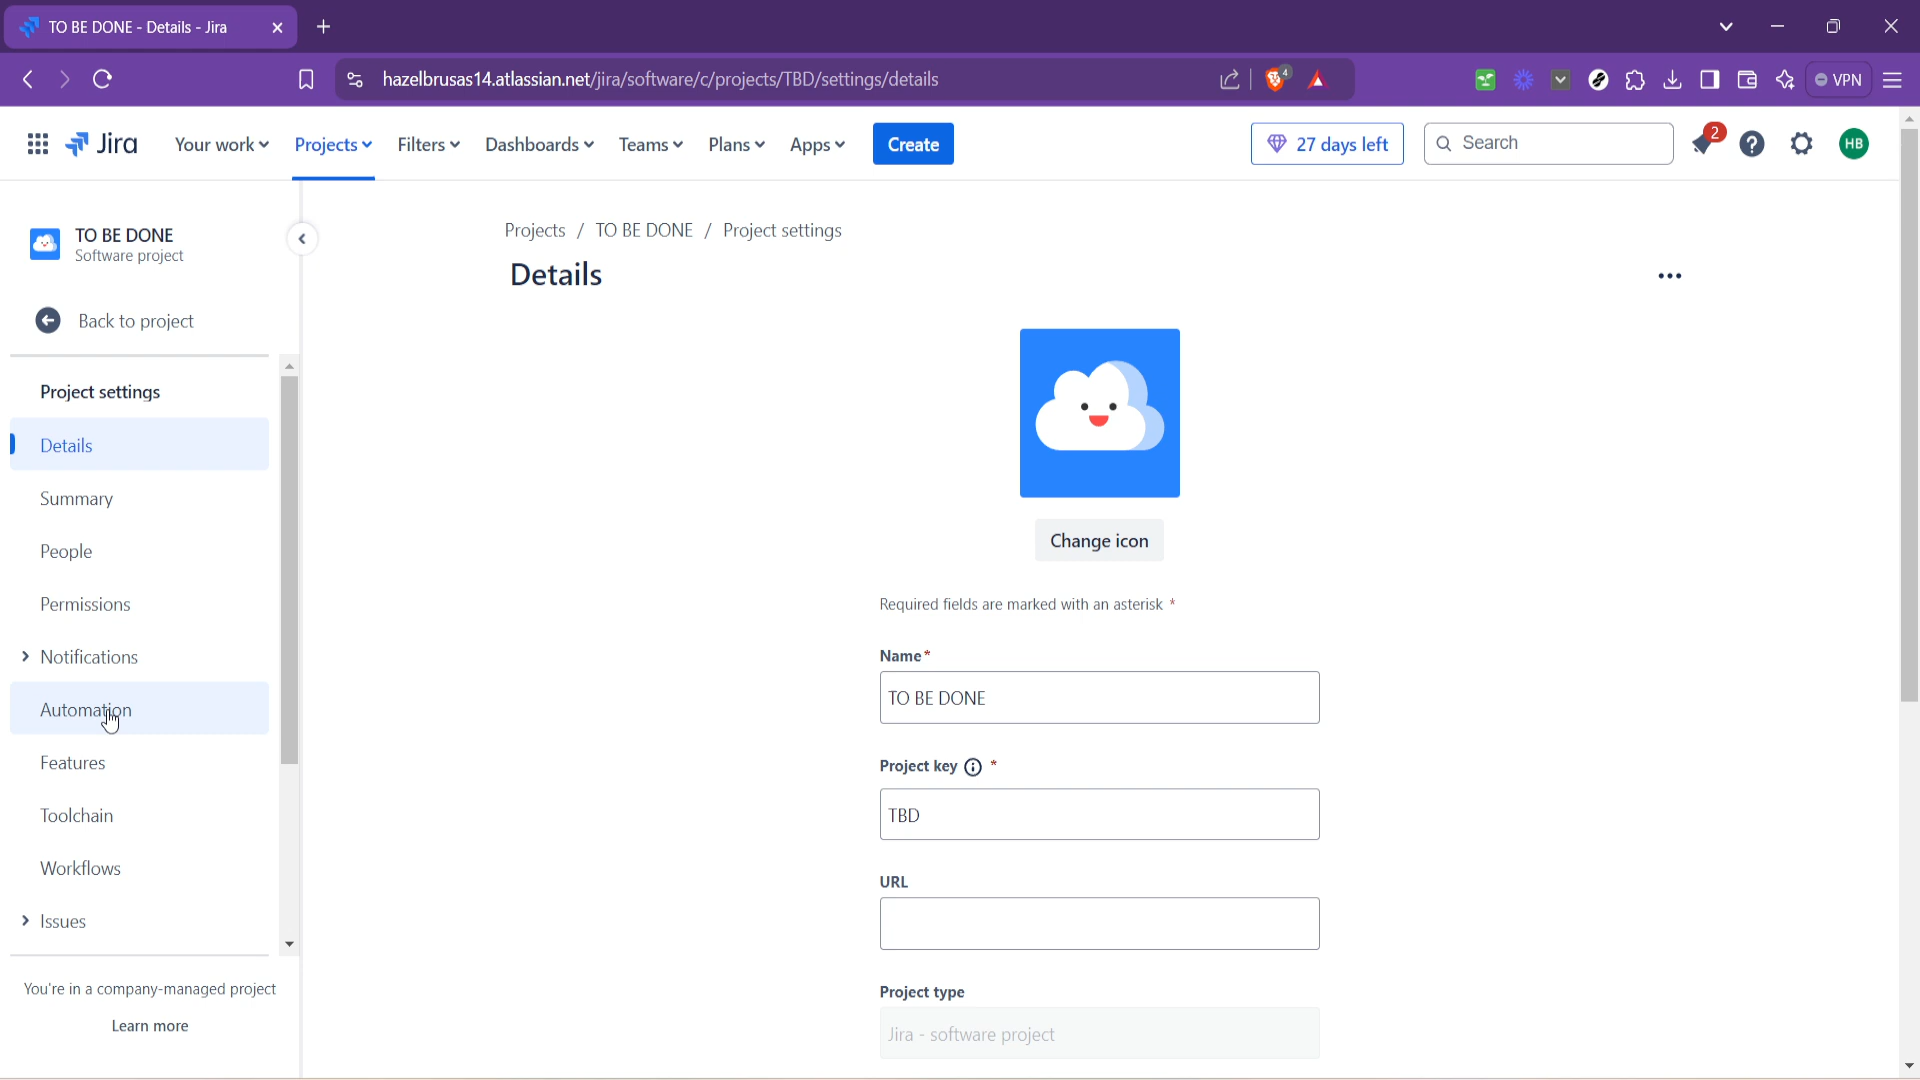 TO BE DONE - Details - Jira
hazelbrusas14.atlassian.net/jira/software/c/projects/TBD/settings/details
4
VPN
Jira
Your work
Projects
Filters
Dashboards
Teams
Plans
Apps
Create
27 days left
Search
2
HB
TO BE DONE
Software project
Back to project
Project settings
Details
Summary
People
Permissions
Notifications
Automation
Features
Toolchain
Workflows
Issues
You're in a company-managed project
Learn more
Projects / TO BE DONE / Project settings
Details
Change icon
Required fields are marked with an asterisk *
Name *
TO BE DONE
Project key *
TBD
URL
Project type
Jira - software project